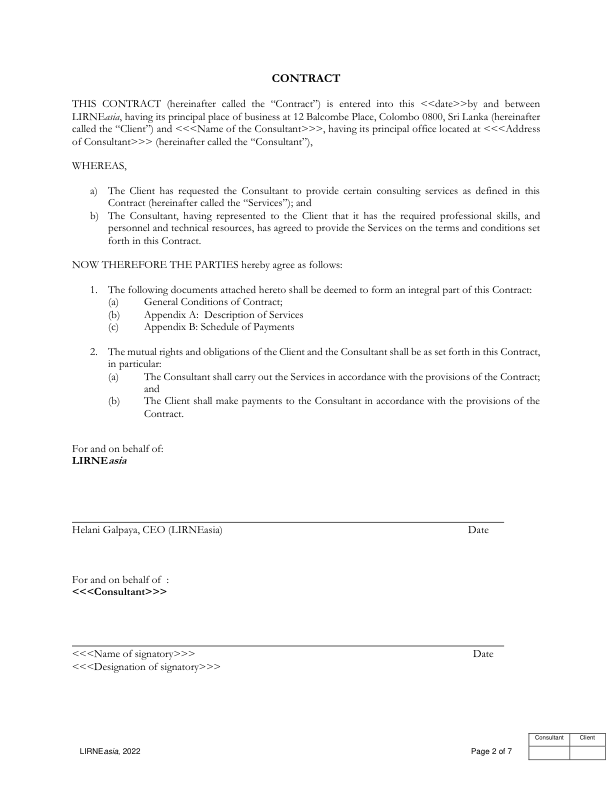 CONTRACT
THIS CONTRACT (hereinafter called the “Contract”) is entered into this <<date>>by and between
LIRNEasia, having its principal place of business at 12 Balcombe Place, Colombo 0800, Sri Lanka (hereinafter
called the “Client”) and <<<Name of the Consultant>>>, having its principal office located at <<<Address
of Consultant>>> (hereinafter called the “Consultant”),
WHEREAS,
a) The Client has requested the Consultant to provide certain consulting services as defined in this
Contract (hereinafter called the “Services”); and
b) The Consultant, having represented to the Client that it has the required professional skills, and
personnel and technical resources, has agreed to provide the Services on the terms and conditions set
forth in this Contract.
NOW THEREFORE THE PARTIES hereby agree as follows:
1. The following documents attached hereto shall be deemed to form an integral part of this Contract:
(a) General Conditions of Contract;
(b) Appendix A: Description of Services
(c) Appendix B: Schedule of Payments
2. The mutual rights and obligations of the Client and the Consultant shall be as set forth in this Contract,
in particular:
(a) The Consultant shall carry out the Services in accordance with the provisions of the Contract;
and
(b) The Client shall make payments to the Consultant in accordance with the provisions of the
Contract.
For and on behalf of:
LIRNEasia
Helani Galpaya, CEO (LIRNEasia) Date
For and on behalf of :
<<<Consultant>>>
<<<Name of signatory>>> Date
<<<Designation of signatory>>>
Consultant Client
LIRNEasia, 2022 Page 2 of 7